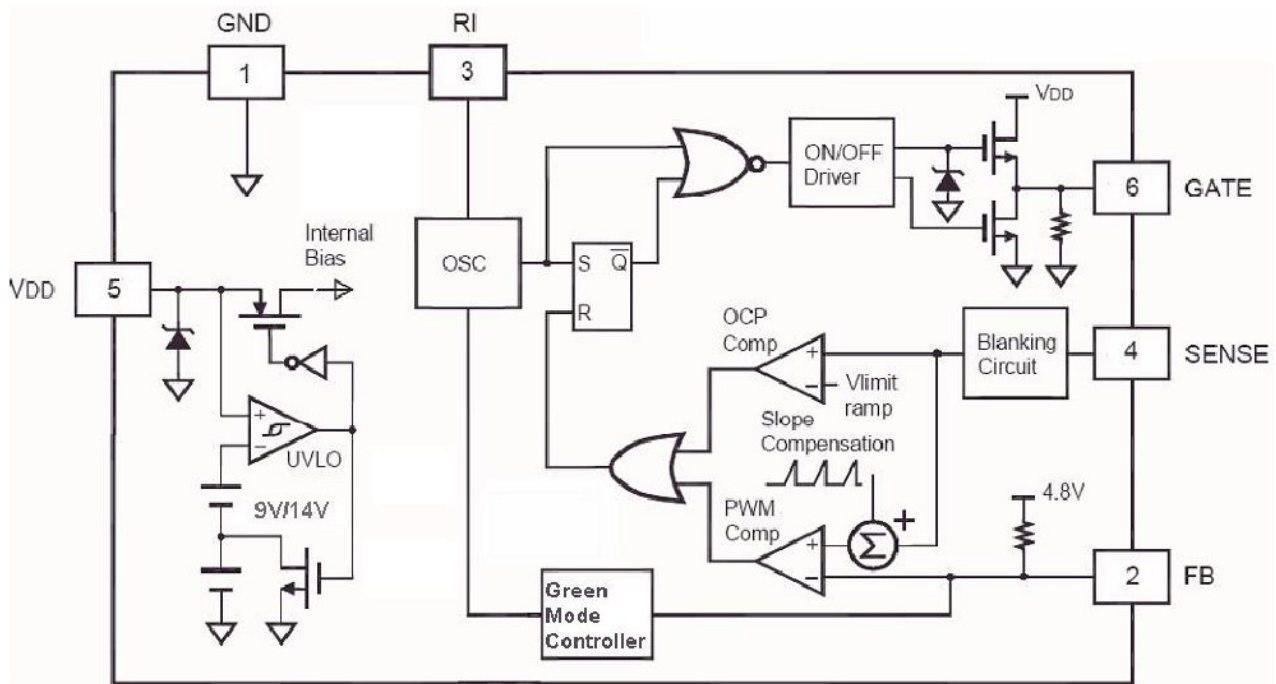 GND
RI
1
3
VDD
ON/OFF
Driver
6
GATE
Internal
Bias
OSC
S
Q
R
VDD
5
OCP
Comp
+
−
Vlimit
ramp
Blanking
Circuit
4
SENSE
+
−
UVLO
Slope
Compensation
9V/14V
PWM
Comp
+
−
Σ
+
4.8V
2
FB
Green
Mode
Controller